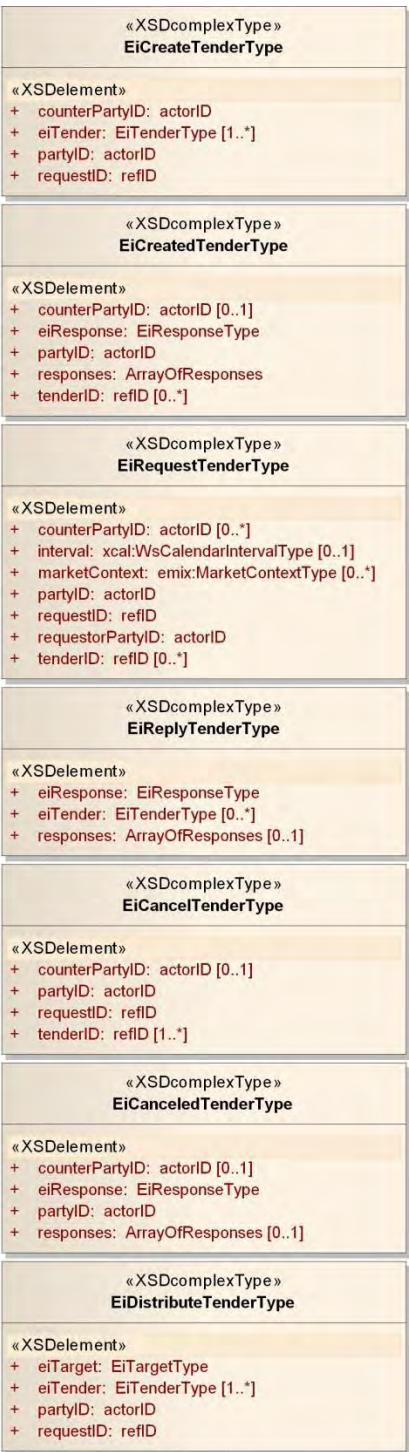 «XSDcomplexType»
EiCreateTenderType
«XSDelement»
+ counterPartyID: actorID
+ eiTender: EiTenderType [1..*]
+ partyID: actorID
+ requestID: refID
«XSDcomplexType»
EiCreatedTenderType
«XSDelement»
+ counterPartyID: actorID [0..1]
+ eiResponse: EiResponseType
+ partyID: actorID
+ responses: ArrayOfResponses
+ tenderID: refID [0..*]
«XSDcomplexType»
EiRequestTenderType
«XSDelement»
+ counterPartyID: actorID [0..*]
+ interval: xcal:WsCalendarIntervalType [0..1]
+ marketContext: emix:MarketContextType [0..*]
+ partyID: actorID
+ requestID: refID
+ requestorPartyID: actorID
+ tenderID: refID [0..*]
«XSDcomplexType»
EiReplyTenderType
«XSDelement»
+ eiResponse: EiResponseType
+ eiTender: EiTenderType [0..*]
+ responses: ArrayOfResponses [0..1]
«XSDcomplexType»
EiCancelTenderType
«XSDelement»
+ counterPartyID: actorID [0..1]
+ partyID: actorID
+ requestID: refID
+ tenderID: refID [1..*]
«XSDcomplexType»
EiCanceledTenderType
«XSDelement»
+ counterPartyID: actorID [0..1]
+ eiResponse: EiResponseType
+ partyID: actorID
+ responses: ArrayOfResponses [0..1]
«XSDcomplexType»
EiDistributeTenderType
«XSDelement»
+ eiTarget: EiTargetType
+ eiTender: EiTenderType [1..*]
+ partyID: actorID
+ requestID: refID